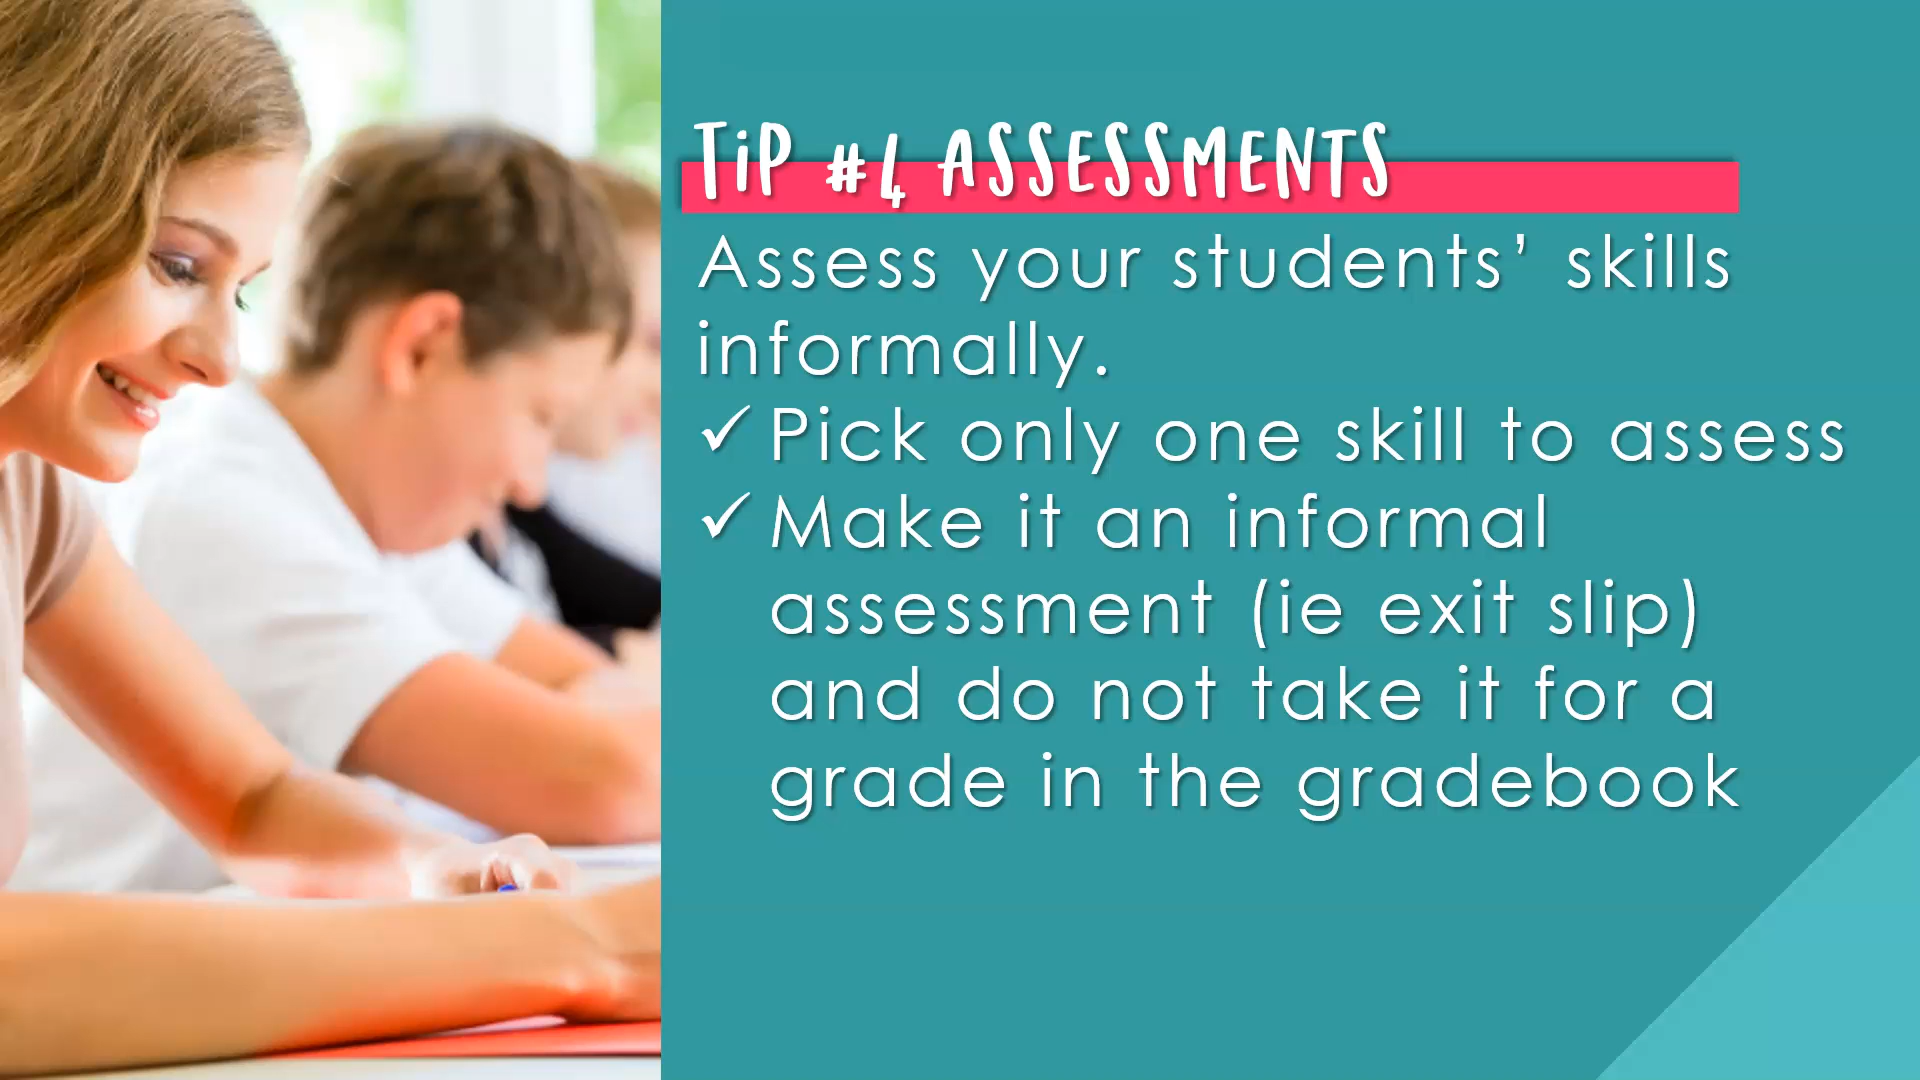 TiP #4 ASSESSMENTS
Assess your students’ skills
informally.
✓ Pick only one skill to assess
✓ Make it an informal
assessment (ie exit slip)
and do not take it for a
grade in the gradebook